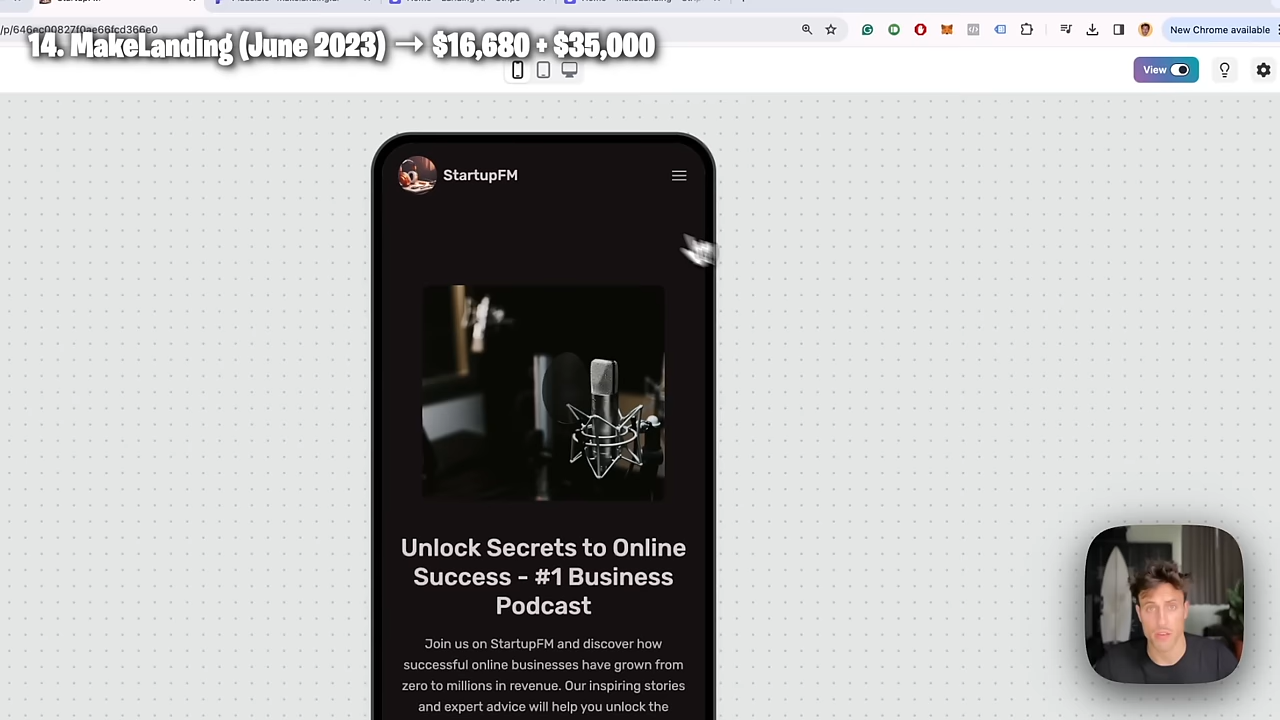 /p/646ec00827f0ae66fcd366e0
New Chrome available
14. MakeLanding (June 2023) → $16,680 + $35,000
View
StartupFM
Unlock Secrets to Online
Success - #1 Business
Podcast
Join us on StartupFM and discover how
successful online businesses have grown from
zero to millions in revenue. Our inspiring stories
and expert advice will help you unlock the